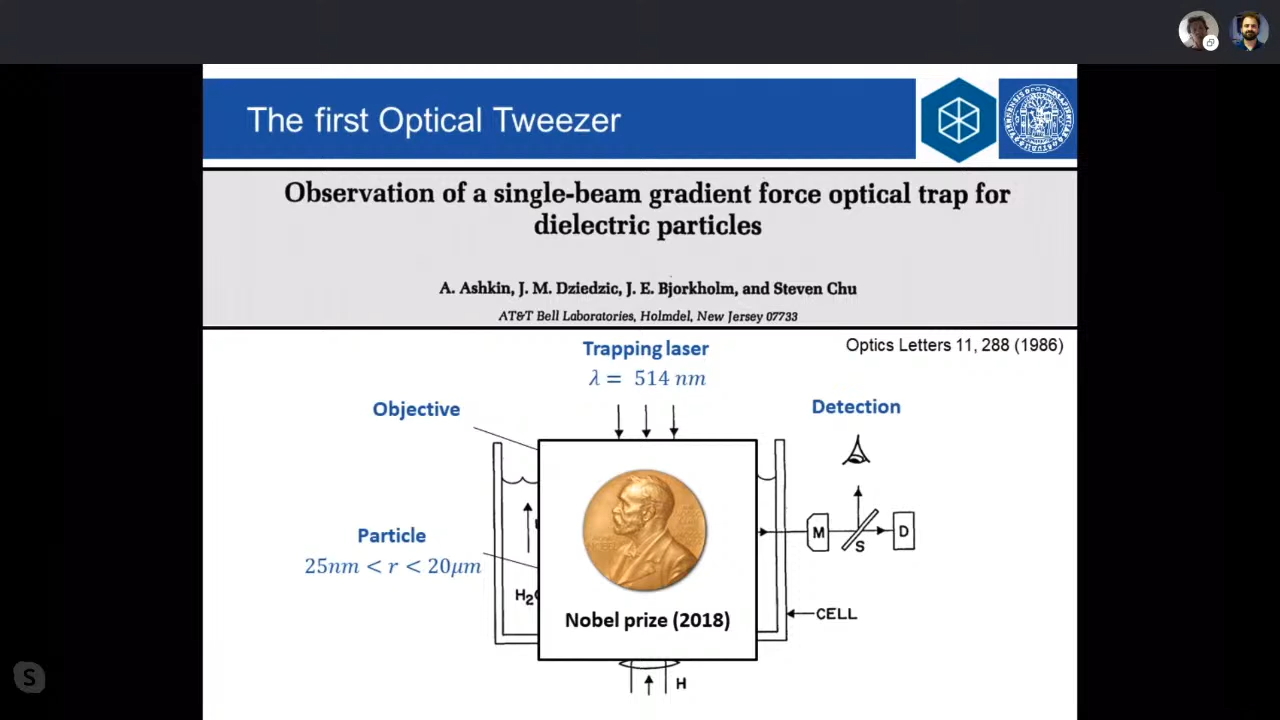 The first Optical Tweezer
Observation of a single-beam gradient force optical trap for
dielectric particles
A. Ashkin, J. M. Dziedzic, J. E. Bjorkholm, and Steven Chu
AT&T Bell Laboratories, Holmdel, New Jersey 07733
Optics Letters 11, 288 (1986)
Trapping laser
λ = 514 nm
Objective
Detection
Particle
25nm < r < 20μm
M
S
D
H₂
CELL
Nobel prize (2018)
H
S